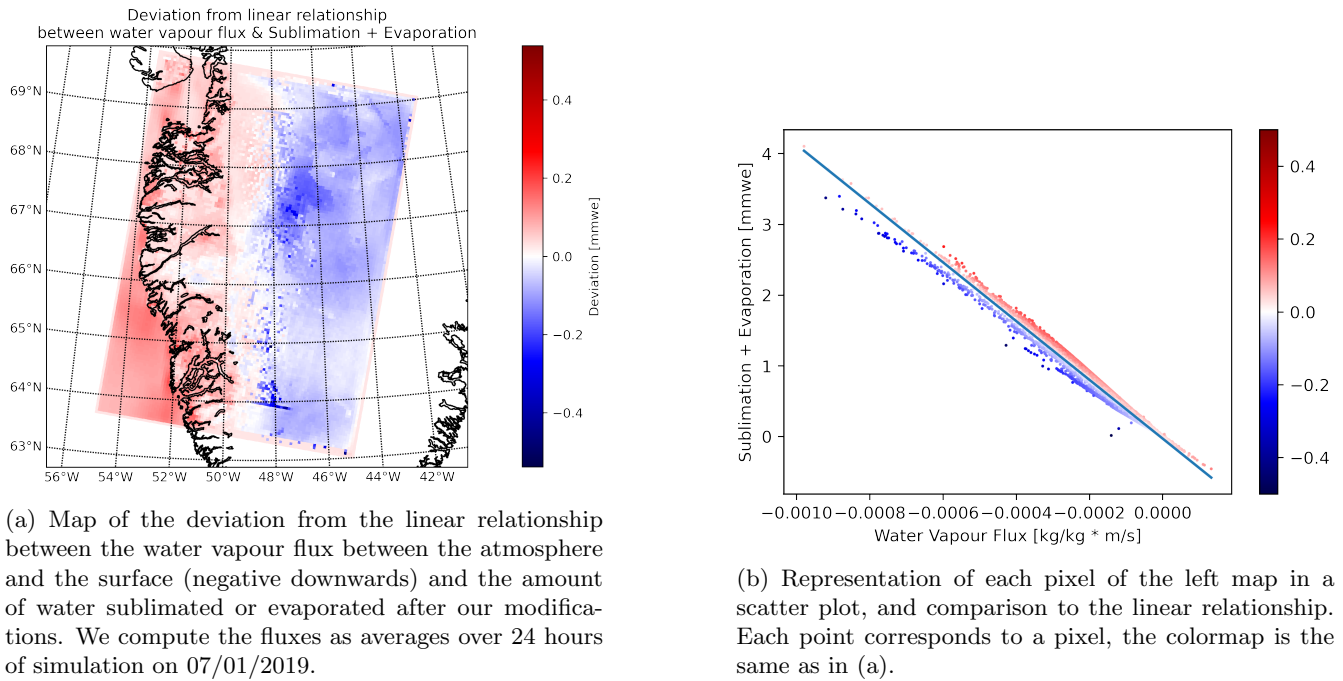 Deviation from linear relationship
between water vapour flux & Sublimation + Evaporation
69°N
68°N
67°N
66°N
65°N
64°N
63°N
56°W 54°W 52°W 50°W 48°W 46°W 44°W 42°W
0.4
0.2
0.0
−0.2
−0.4
Deviation [mmwe]
(a) Map of the deviation from the linear relationship
between the water vapour flux between the atmosphere
and the surface (negative downwards) and the amount
of water sublimated or evaporated after our modifica-
tions. We compute the fluxes as averages over 24 hours
of simulation on 07/01/2019.
Sublimation + Evaporation [mmwe]
4
3
2
1
0
−0.0010 −0.0008 −0.0006 −0.0004 −0.0002 0.0000
Water Vapour Flux [kg/kg * m/s]
0.4
0.2
0.0
−0.2
−0.4
(b) Representation of each pixel of the left map in a
scatter plot, and comparison to the linear relationship.
Each point corresponds to a pixel, the colormap is the
same as in (a).